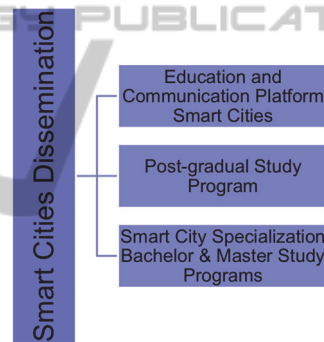 Smart Cities Dissemination
Education and
Communication Platform
Smart Cities
Post-gradual Study
Program
Smart City Specialization
Bachelor & Master Study
Programs